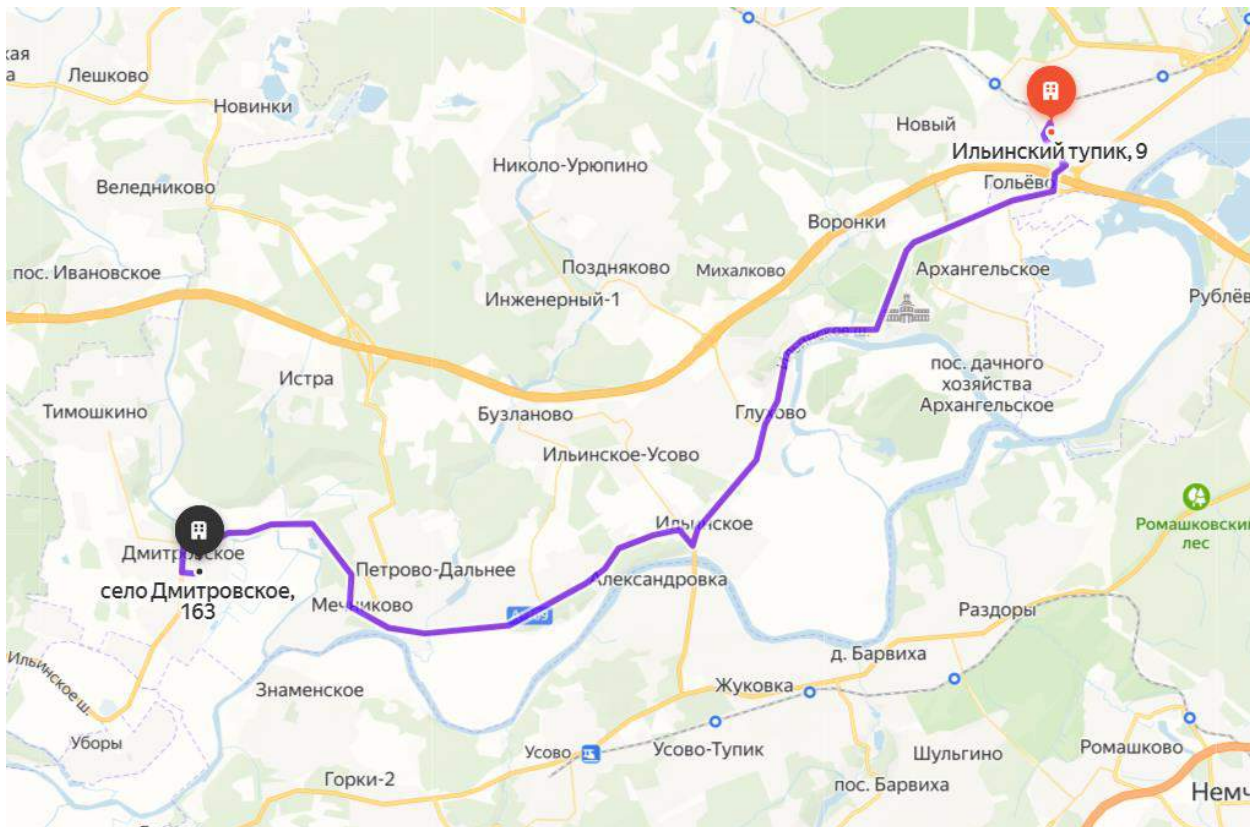 Лешково
Новинки
Новый
Ильинский тупик, 9
Николо-Урюпино
Гольёво
Веледниково
Воронки
пос. Ивановское
Поздняково
Михалково
Архангельское
Инженерный-1
пос. дачного
хозяйства
Архангельское
Истра
Тимошкино
Бузланово
Глухово
Ильинское-Усово
Ильинское
Ромашковский
лес
Дмитровское
Петрово-Дальнее
Александровка
село Дмитровское,
163
Мечниково
Раздоры
д. Барвиха
Ильинское ш.
Знаменское
Жуковка
Уборы
Усово
Усово-Тупик
Шульгино
Ромашково
Горки-2
пос. Барвиха